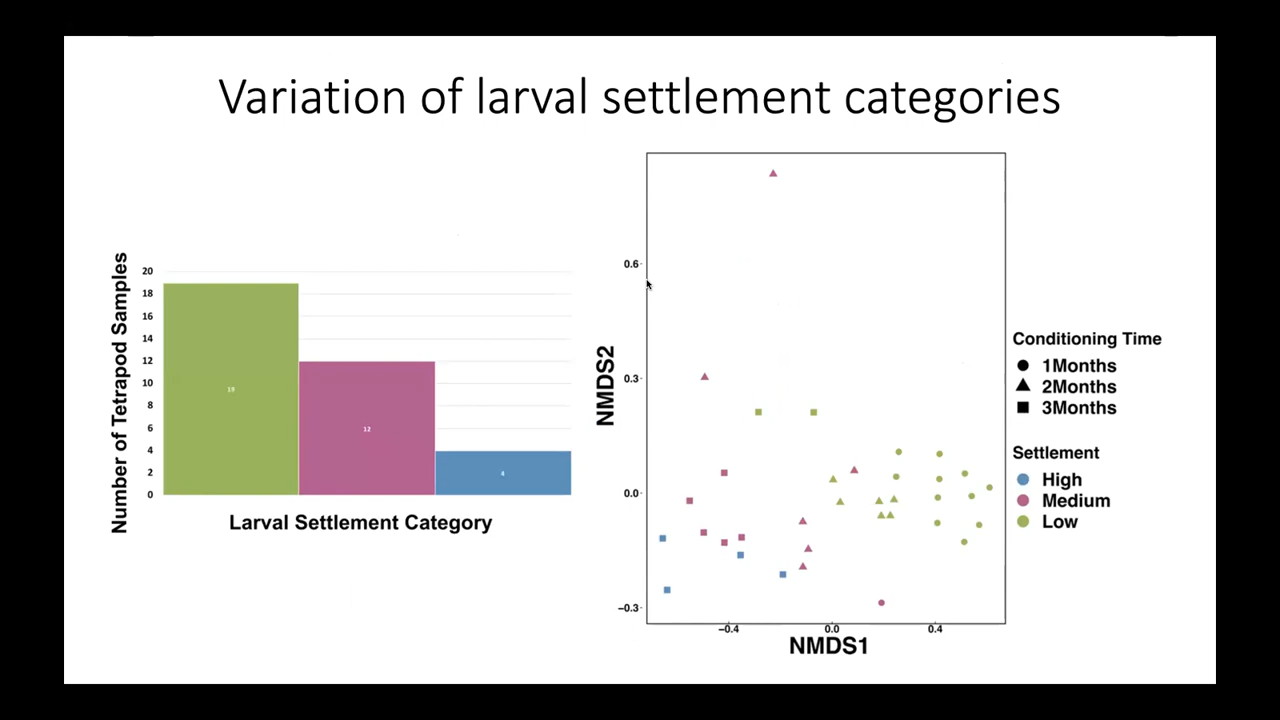 Variation of larval settlement categories
Number of Tetrapod Samples
20
18
16
14
12
10
8
6
4
2
0
19
12
4
Larval Settlement Category
NMDS2
0.6
0.3
0.0
−0.3
−0.4
0.0
0.4
NMDS1
Conditioning Time
1Months
2Months
3Months
Settlement
High
Medium
Low